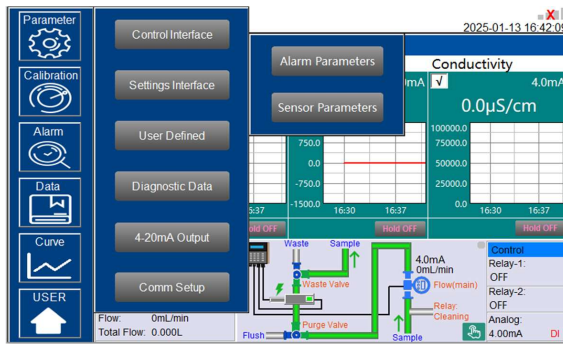 Parameter
2025-01-13 16:42:09
Calibration
Alarm
Data
Curve
USER
Control Interface
Settings Interface
User Defined
Diagnostic Data
4-20mA Output
Comm Setup
Alarm Parameters
Sensor Parameters
Conductivity
mA
√
4.0mA
0.0μS/cm
750.0
0.0
-750.0
-1500.0
16:30
16:37
100000.0
75000.0
50000.0
25000.0
0.0
16:30
16:37
5:37
Hold OFF
Hold OFF
Waste
Sample
Waste Valve
4.0mA
0mL/min
Flow(main)
Relay:
Cleaning
Purge Valve
Flush
Sample
Control
Relay-1:
OFF
Relay-2:
OFF
Analog:
4.00mA
DI
Flow: 0mL/min
Total Flow: 0.000L